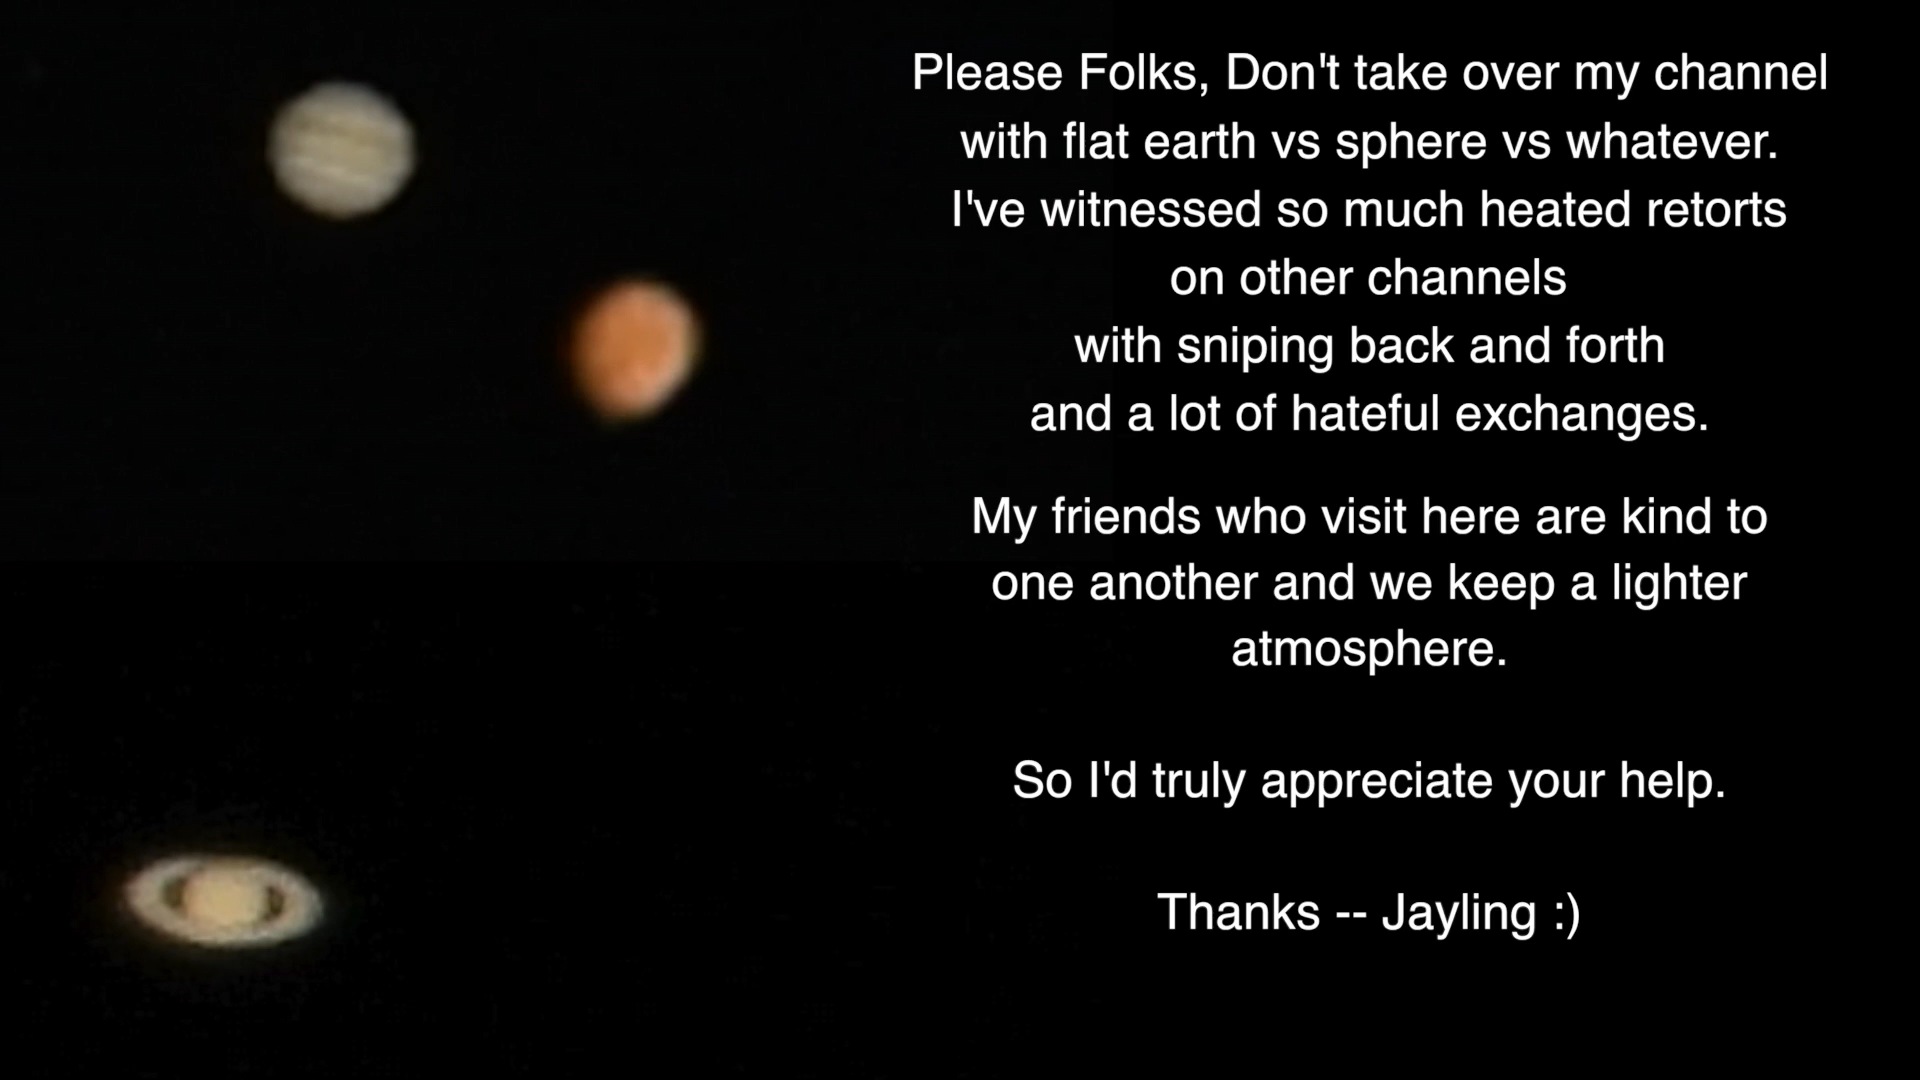 Please Folks, Don't take over my channel
with flat earth vs sphere vs whatever.
I've witnessed so much heated retorts
on other channels
with sniping back and forth
and a lot of hateful exchanges.
My friends who visit here are kind to
one another and we keep a lighter
atmosphere.
So I'd truly appreciate your help.
Thanks -- Jayling :)